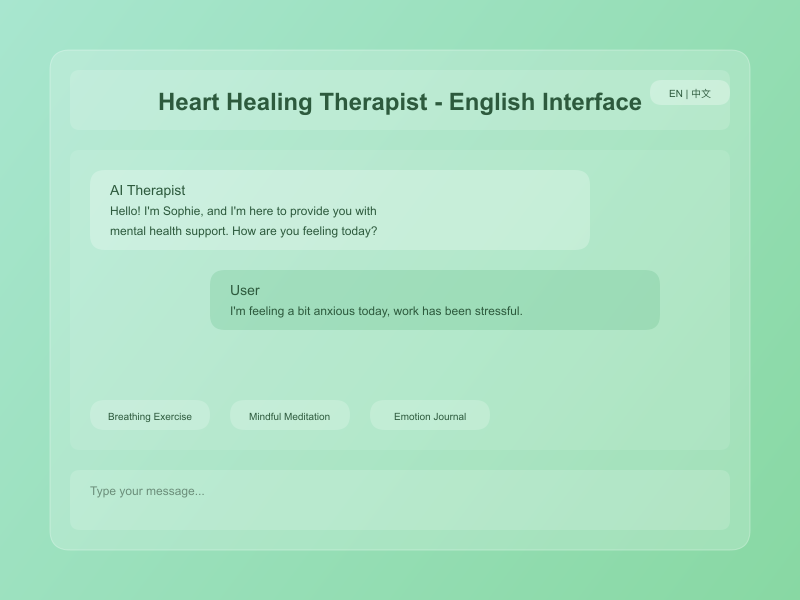 Heart Healing Therapist - English Interface
EN | 中文
AI Therapist
Hello! I'm Sophie, and I'm here to provide you with
mental health support. How are you feeling today?
User
I'm feeling a bit anxious today, work has been stressful.
Breathing Exercise
Mindful Meditation
Emotion Journal
Type your message...